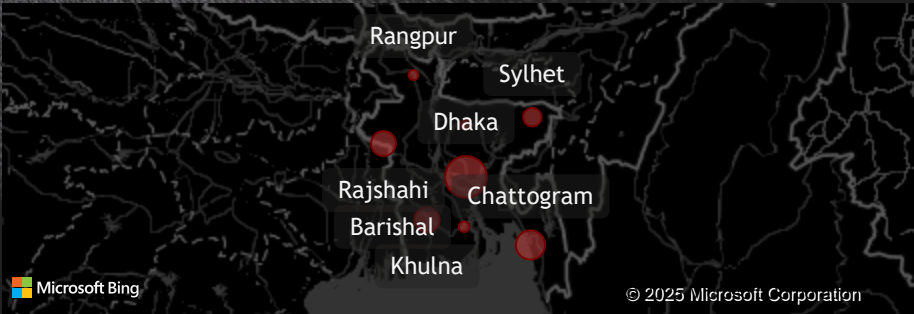 Rangpur
Sylhet
Dhaka
Rajshahi
Chattogram
Barishal
Khulna
Microsoft Bing
© 2025 Microsoft Corporation